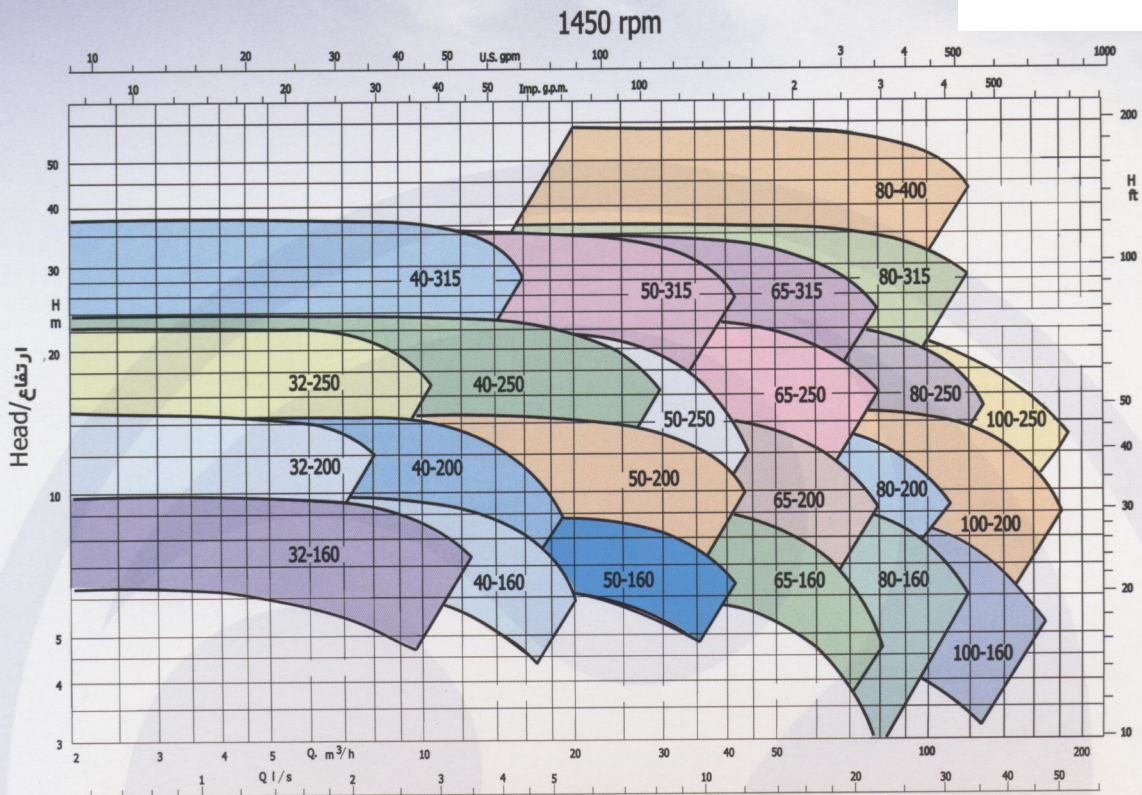 1450 rpm
10 20 30 40 50 U.S. gpm 100 3 4 500 1000
10 20 30 40 50 Imp. g.p.m. 100 2 3 4 500
200
50
80-400
H
ft
40
100
30
40-315 50-315 65-315 80-315
H
m
20
32-250 40-250 50-250 65-250 80-250 100-250
50
40
Head/ارتفاع
32-200 40-200 50-200 65-200 80-200 100-200
10
30
32-160 40-160 50-160 65-160 80-160 100-160
20
5
4
3
10
2 3 4 5 Q. m³/h 10 20 30 40 50 100 200
Q l/s 1 2 3 4 5 10 20 30 40 50